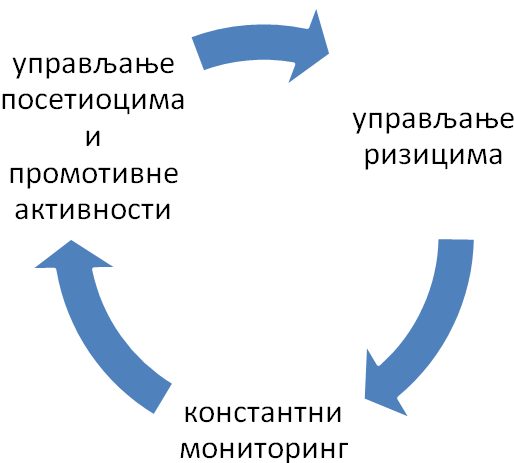 управљање
посетиоцима
и
промотивне
активности
управљање
ризицима
константни
мониторинг